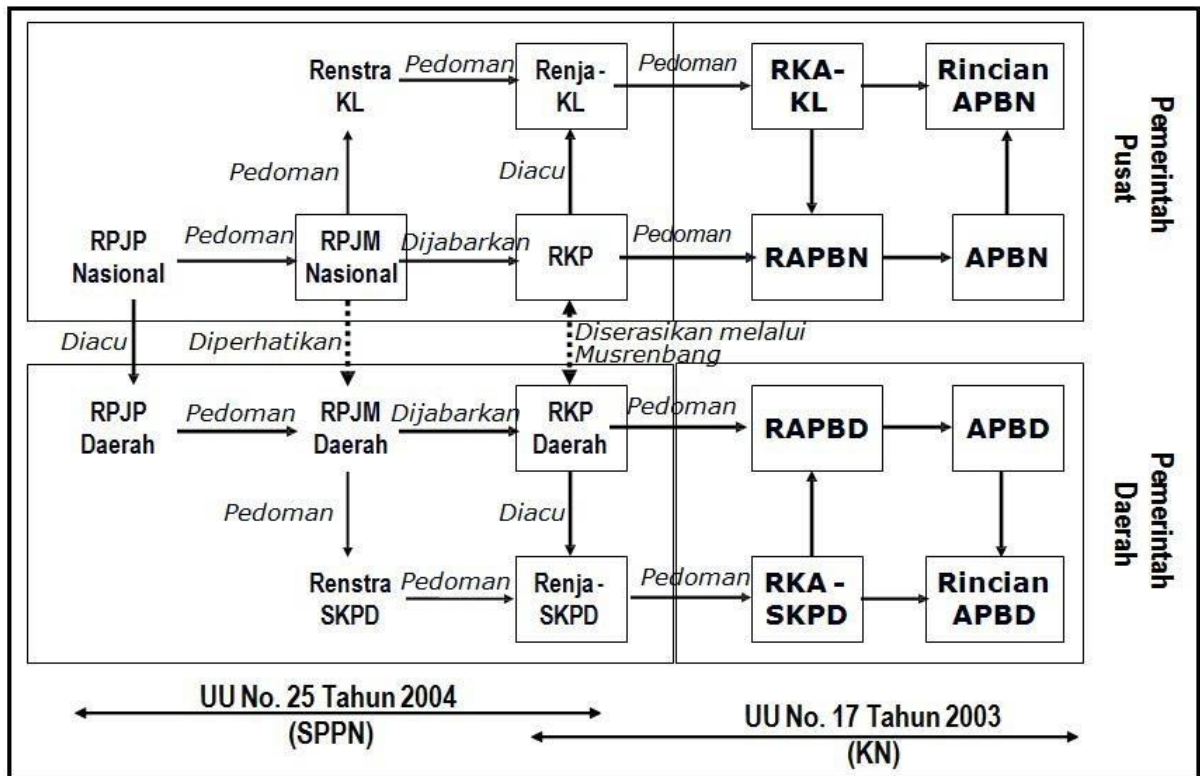 Renstra
KL
Pedoman
Renja -
KL
Pedoman
RKA-
KL
Rincian
APBN
Pemerintah
Pusat
Pedoman
Diacu
RPJP
Nasional
Pedoman
RPJM
Nasional
Dijabarkan
RKP
Pedoman
RAPBN
APBN
Diacu
Diperhatikan
Diserasikan melalui
Musrenbang
RPJP
Daerah
Pedoman
RPJM
Daerah
Dijabarkan
RKP
Daerah
Pedoman
RAPBD
APBD
Pemerintah
Daerah
Pedoman
Diacu
Renstra
SKPD
Pedoman
Renja -
SKPD
Pedoman
RKA -
SKPD
Rincian
APBD
UU No. 25 Tahun 2004
(SPPN)
UU No. 17 Tahun 2003
(KN)